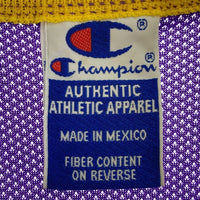 ®
Champion®
AUTHENTIC
ATHLETIC APPAREL
MADE IN MEXICO
FIBER CONTENT
ON REVERSE